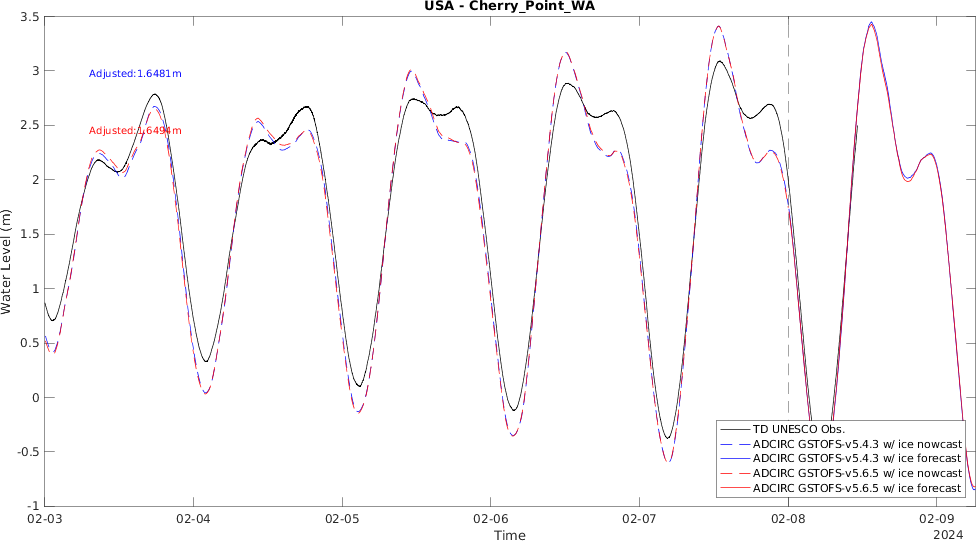 USA - Cherry_Point_WA
3.5
3
2.5
2
1.5
1
0.5
0
-0.5
-1
Water Level (m)
Adjusted:1.6481m
Adjusted:1.6494m
TD UNESCO Obs.
ADCIRC GSTOFS-v5.4.3 w/ ice nowcast
ADCIRC GSTOFS-v5.4.3 w/ ice forecast
ADCIRC GSTOFS-v5.6.5 w/ ice nowcast
ADCIRC GSTOFS-v5.6.5 w/ ice forecast
02-03 02-04 02-05 02-06 02-07 02-08 02-09
Time
2024